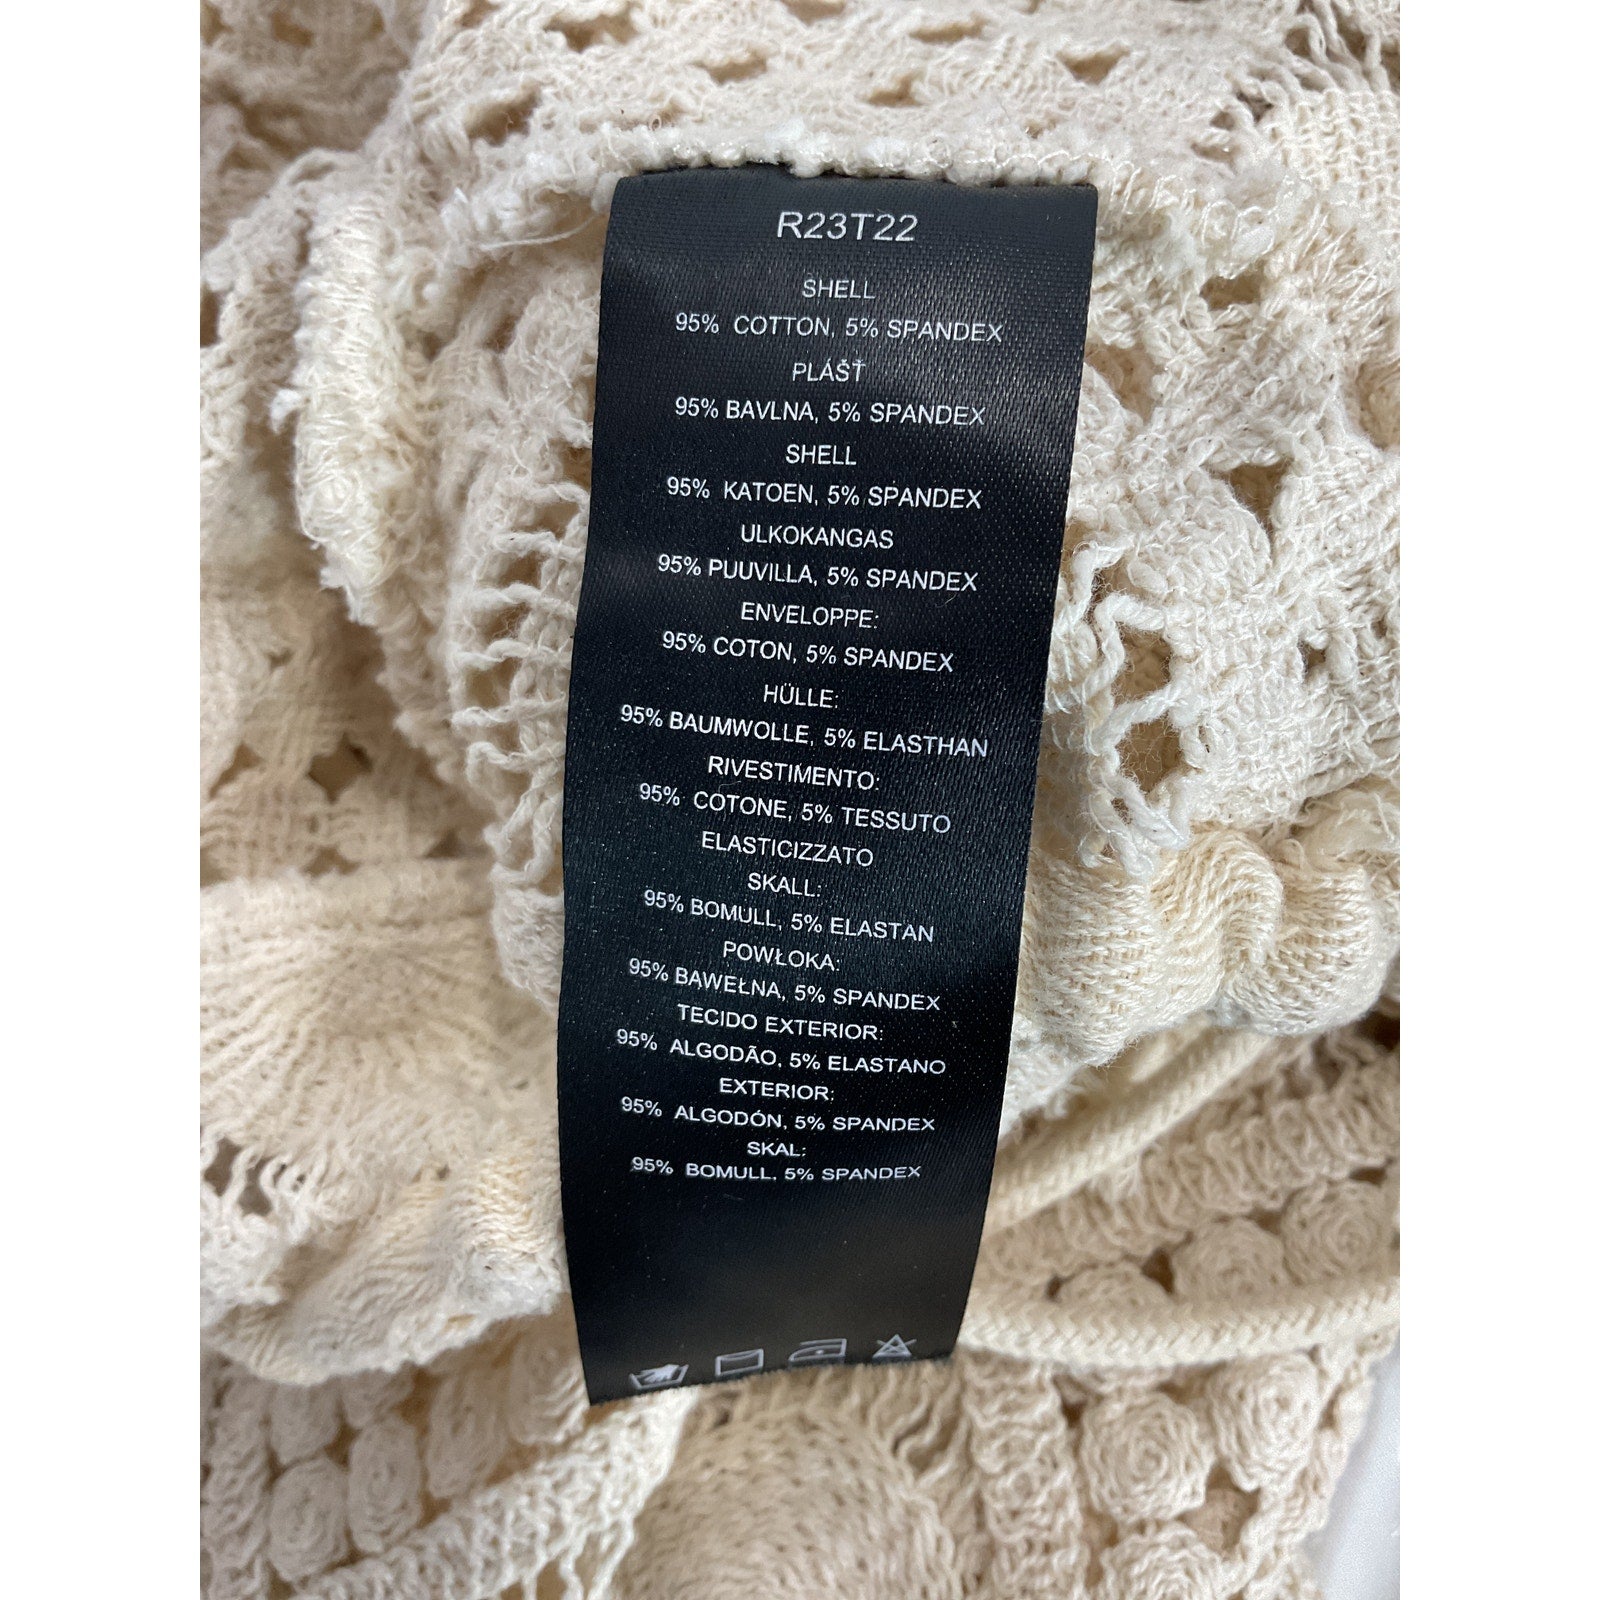 R23T22
SHELL
95% COTTON, 5% SPANDEX
PLÁŠŤ
95% BAVLNA, 5% SPANDEX
SHELL
95% KATOEN, 5% SPANDEX
ULKOKANGAS
95% PUUVILLA, 5% SPANDEX
ENVELOPPE:
95% COTON, 5% SPANDEX
HÜLLE:
95% BAUMWOLLE, 5% ELASTHAN
RIVESTIMENTO:
95% COTONE, 5% TESSUTO
ELASTICIZZATO
SKALL:
95% BOMULL, 5% ELASTAN
POWŁOKA:
95% BAWEŁNA, 5% SPANDEX
TECIDO EXTERIOR:
95% ALGODÃO, 5% ELASTANO
EXTERIOR:
95% ALGODÓN, 5% SPANDEX
SKAL:
95% BOMULL, 5% SPANDEX